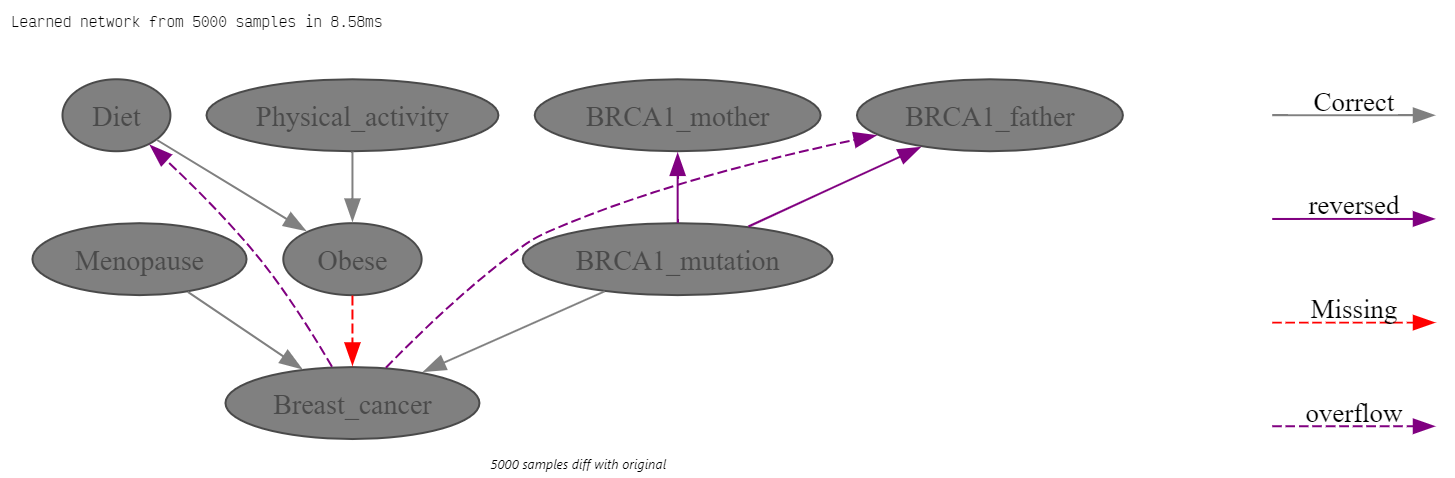 Learned network from 5000 samples in 8.58ms
Diet
Physical_activity
BRCA1_mother
BRCA1_father
Correct
reversed
Menopause
Obese
BRCA1_mutation
Missing
Breast_cancer
overflow
5000 samples diff with original